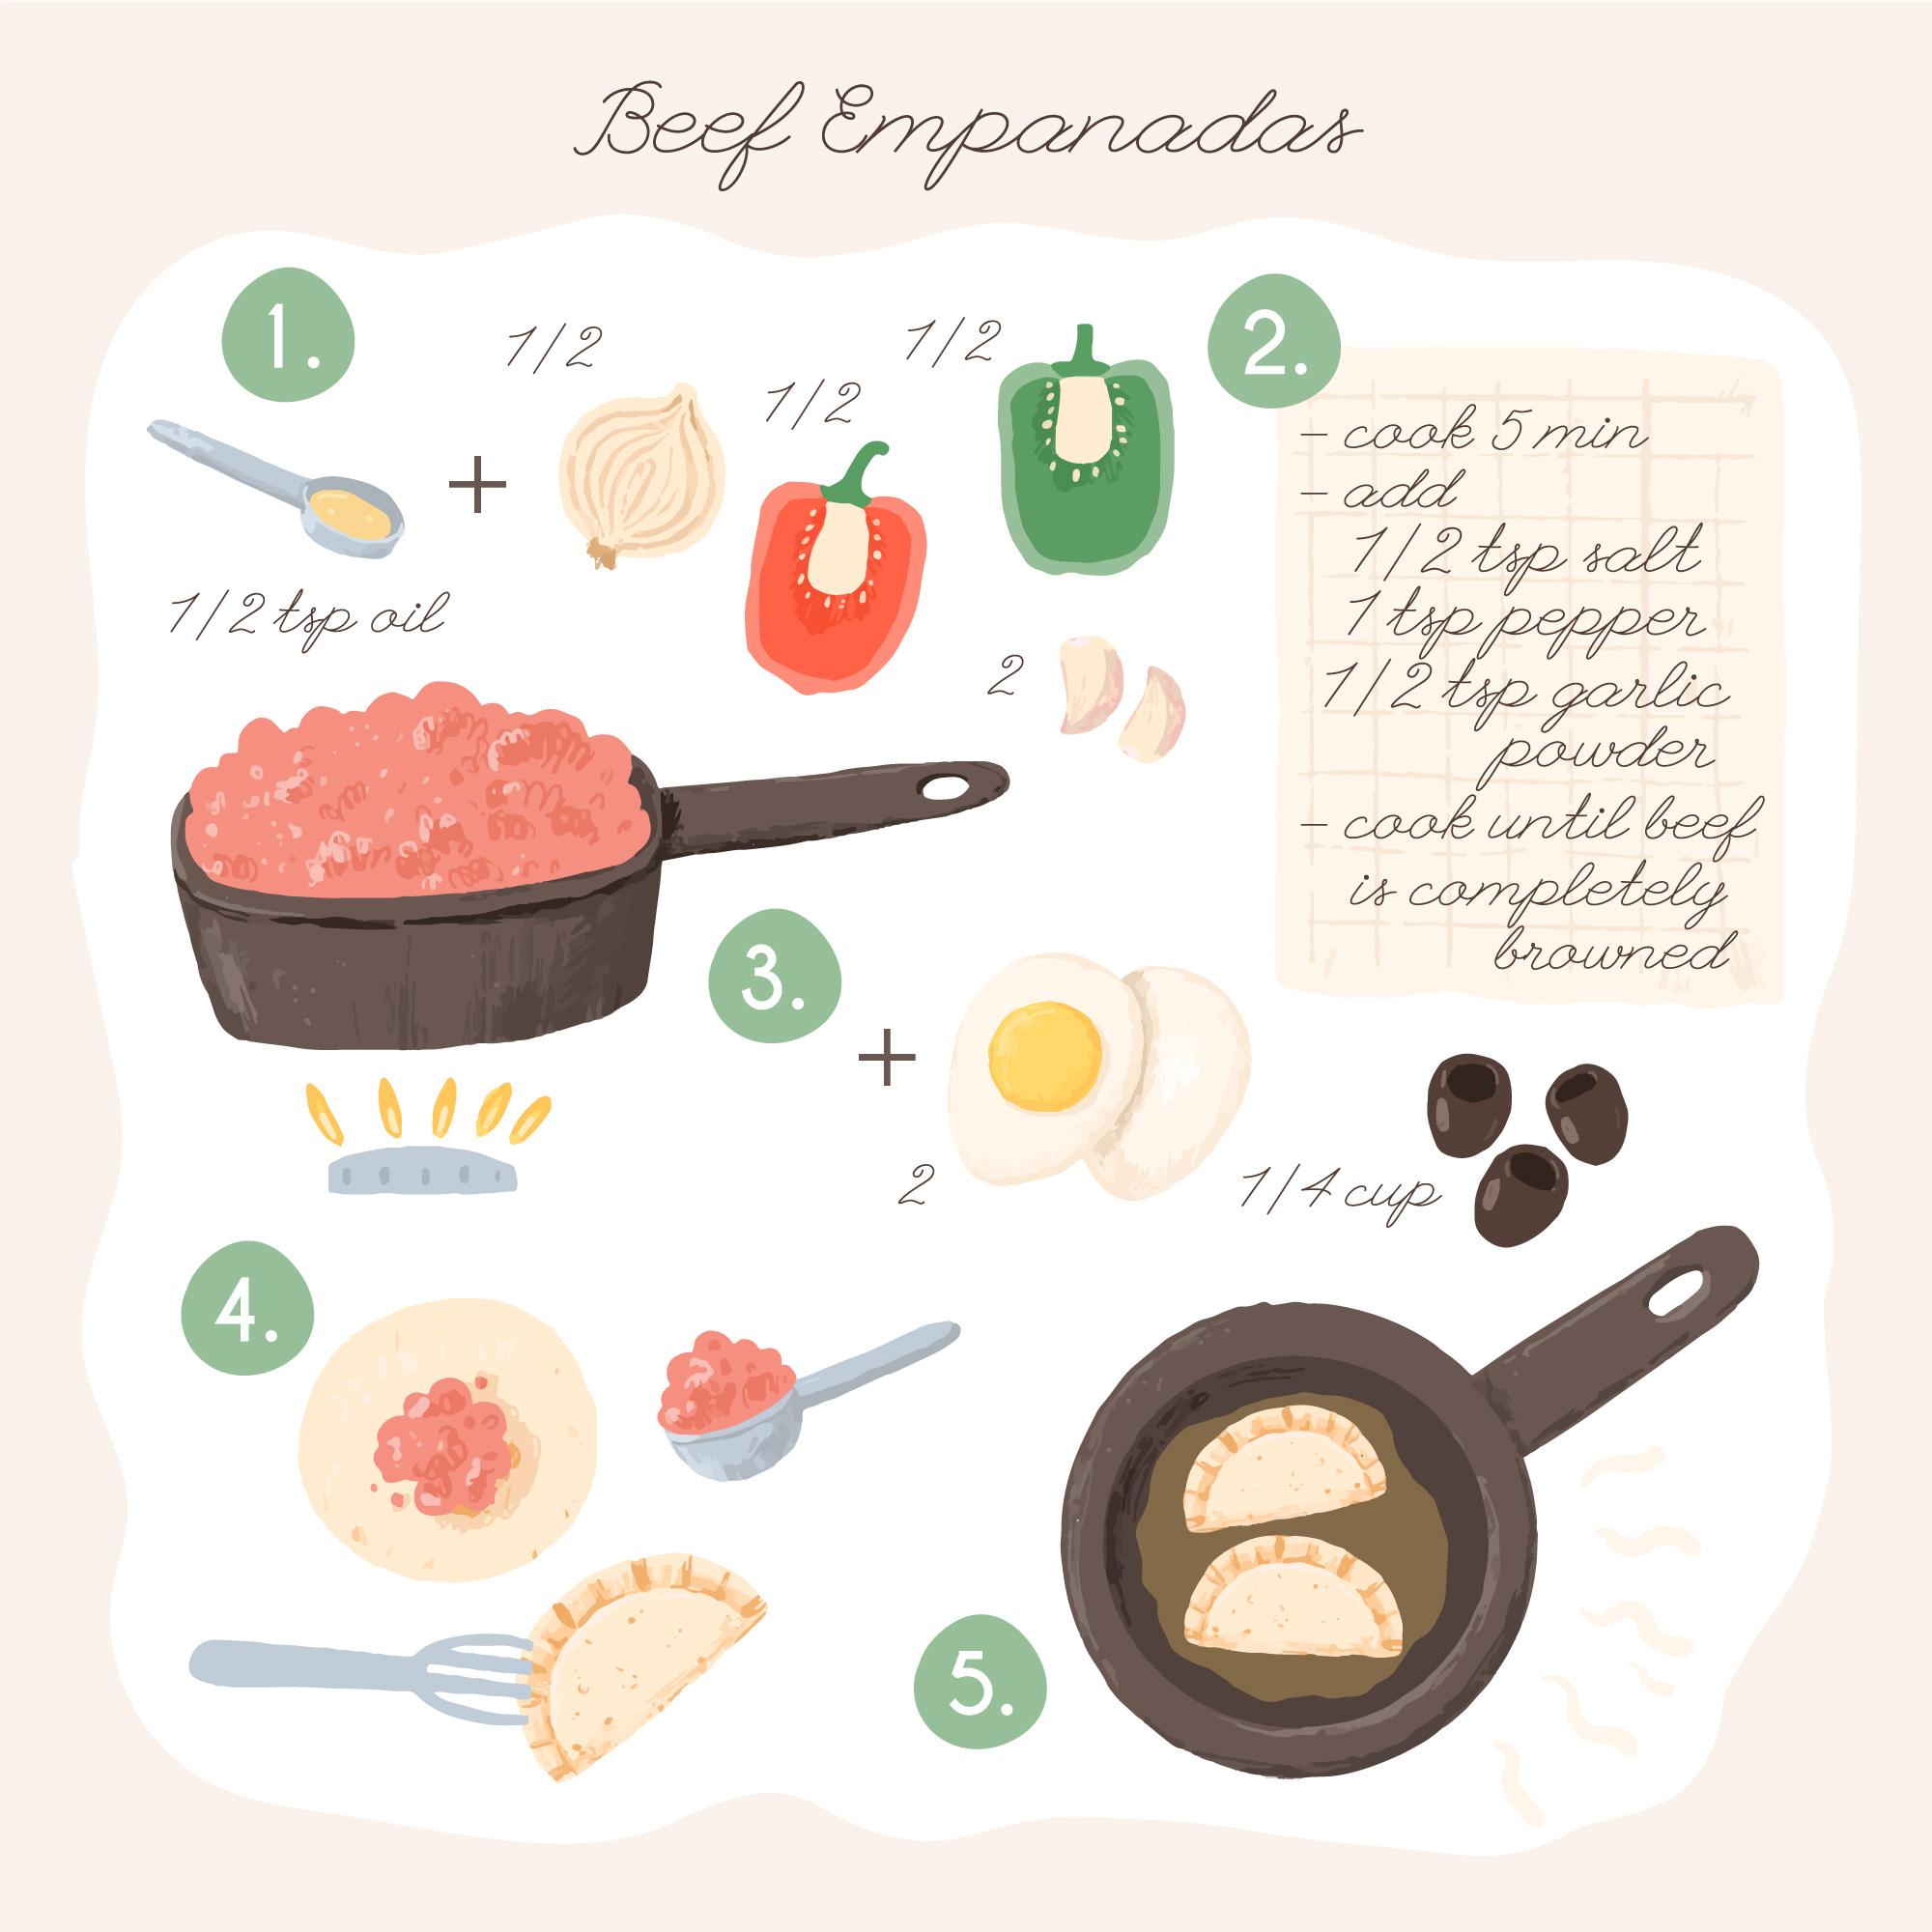 Beef Empanadas
1.
1/2
1/2
1/2
1/2 tsp oil
2
2.
- cook 5 min
- add
1/2 tsp salt
1 tsp pepper
1/2 tsp garlic
powder
- cook until beef
is completely
browned
3.
+
+
2
1/4 cup
4.
5.